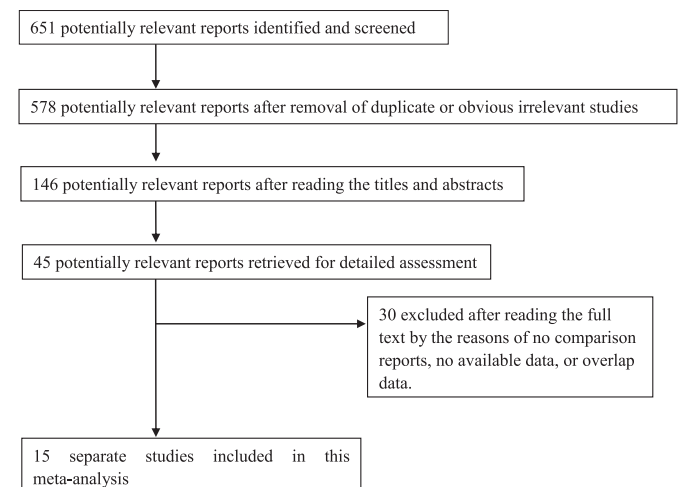 651 potentially relevant reports identified and screened
578 potentially relevant reports after removal of duplicate or obvious irrelevant studies
146 potentially relevant reports after reading the titles and abstracts
45 potentially relevant reports retrieved for detailed assessment
30 excluded after reading the full
text by the reasons of no comparison
reports, no available data, or overlap
data.
15 separate studies included in this
meta-analysis